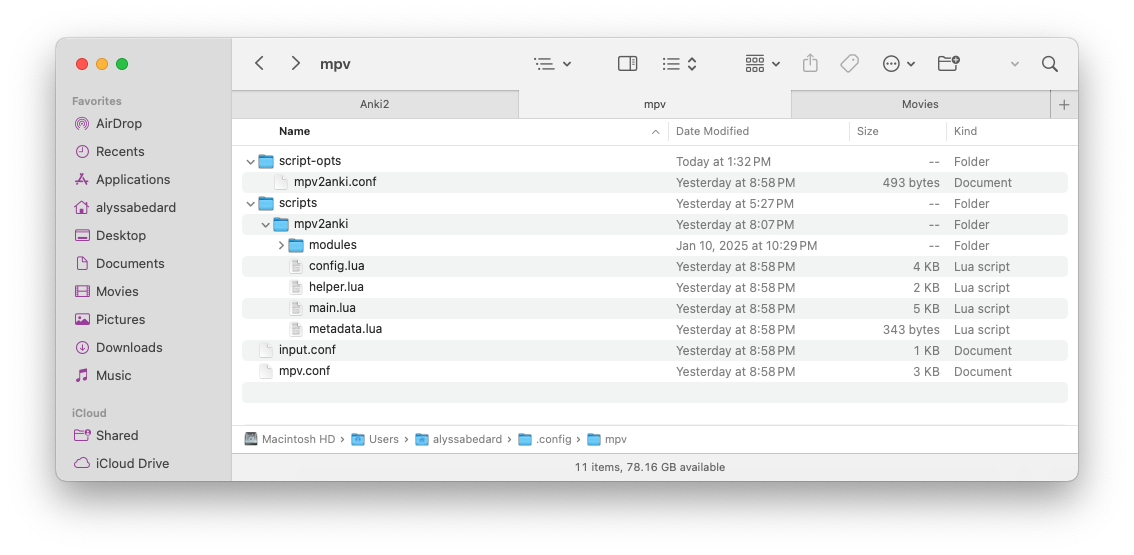 mpv
Anki2
mpv
Movies
Favorites
AirDrop
Recents
Applications
alyssabedard
Desktop
Documents
Movies
Pictures
Downloads
Music
iCloud
Shared
iCloud Drive
Name Date Modified Size Kind
script-opts Today at 1:32 PM -- Folder
mpv2anki.conf Yesterday at 8:58 PM 493 bytes Document
scripts Yesterday at 5:27 PM -- Folder
mpv2anki Yesterday at 8:07 PM -- Folder
modules Jan 10, 2025 at 10:29 PM -- Folder
config.lua Yesterday at 8:58 PM 4 KB Lua script
helper.lua Yesterday at 8:58 PM 2 KB Lua script
main.lua Yesterday at 8:58 PM 5 KB Lua script
metadata.lua Yesterday at 8:58 PM 343 bytes Lua script
input.conf Yesterday at 8:58 PM 1 KB Document
mpv.conf Yesterday at 8:58 PM 3 KB Document
Macintosh HD › Users › alyssabedard › .config › mpv
11 items, 78.16 GB available